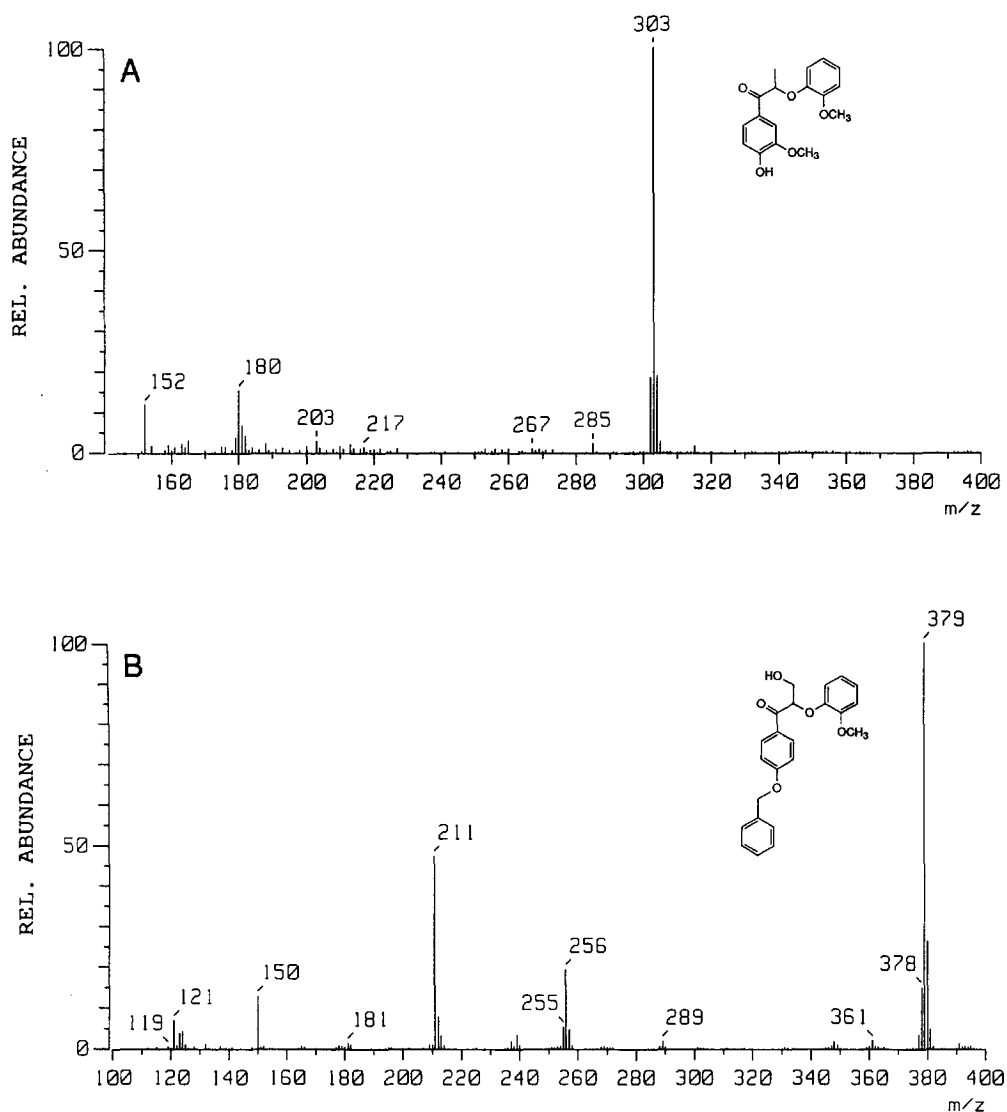 A
REL. ABUNDANCE
100
50
0
303
152
180
203
217
267
285
O
O
OCH₃
OCH₃
OH
160 180 200 220 240 260 280 300 320 340 360 380 400
m/z
B
REL. ABUNDANCE
100
50
0
379
HO
O
O
OCH₃
O
211
256
378
150
121
119
181
255
289
361
100 120 140 160 180 200 220 240 260 280 300 320 340 360 380 400
m/z